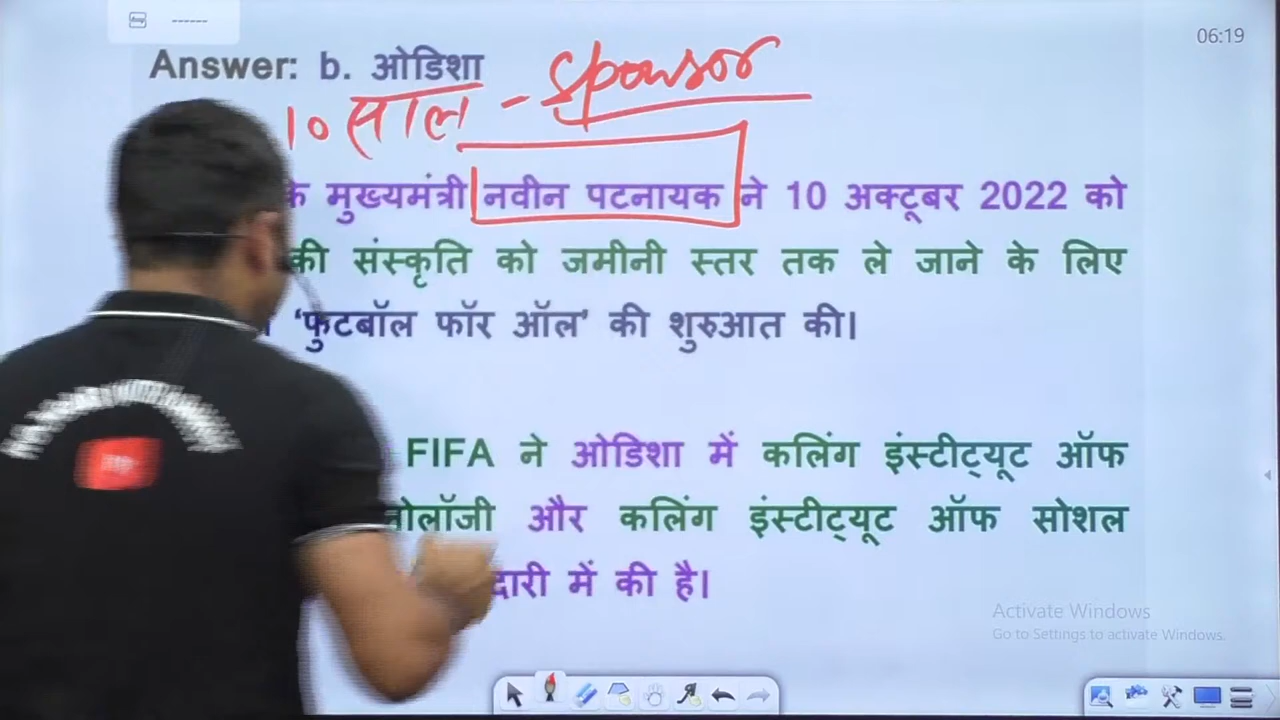 06:19
Answer: b. ओडिशा
10 साल - Sponsor
के मुख्यमंत्री नवीन पटनायक ने 10 अक्टूबर 2022 को
की संस्कृति को जमीनी स्तर तक ले जाने के लिए
‘फुटबॉल फॉर ऑल’ की शुरुआत की।
FIFA ने ओडिशा में कलिंग इंस्टीट्यूट ऑफ
नोलॉजी और कलिंग इंस्टीट्यूट ऑफ सोशल
दारी में की है।
Activate Windows
Go to Settings to activate Windows.